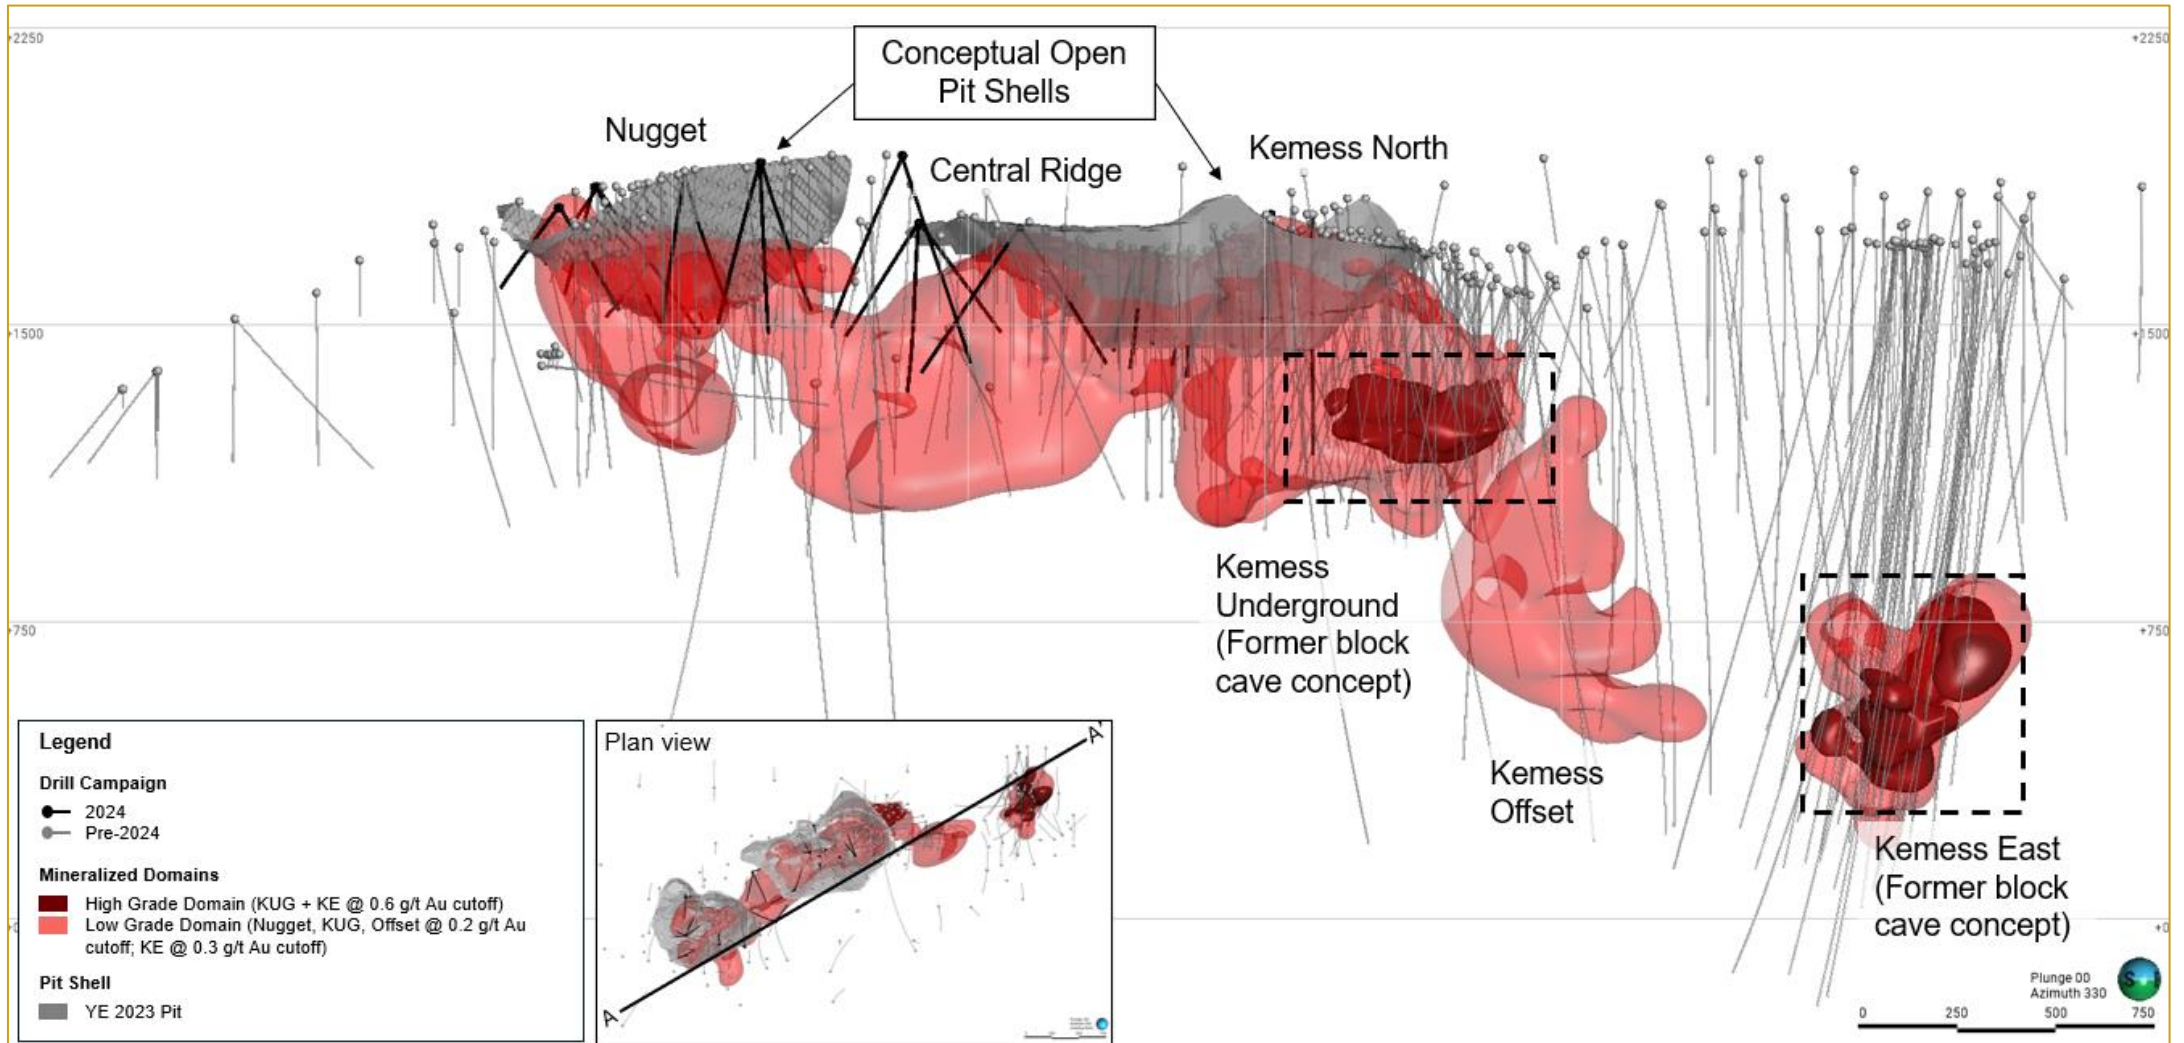 +2250
+2250
Conceptual Open
Pit Shells
Nugget
Central Ridge
Kemess North
+1500
+1500
Kemess
Underground
(Former block
cave concept)
+750
+750
Kemess
Offset
Kemess East
(Former block
cave concept)
+0
Legend
Drill Campaign
2024
Pre-2024
Mineralized Domains
High Grade Domain (KUG + KE @ 0.6 g/t Au cutoff)
Low Grade Domain (Nugget, KUG, Offset @ 0.2 g/t Au
cutoff; KE @ 0.3 g/t Au cutoff)
Pit Shell
YE 2023 Pit
Plan view
A'
A
Plunge 00
Azimuth 330
S
0 250 500 750